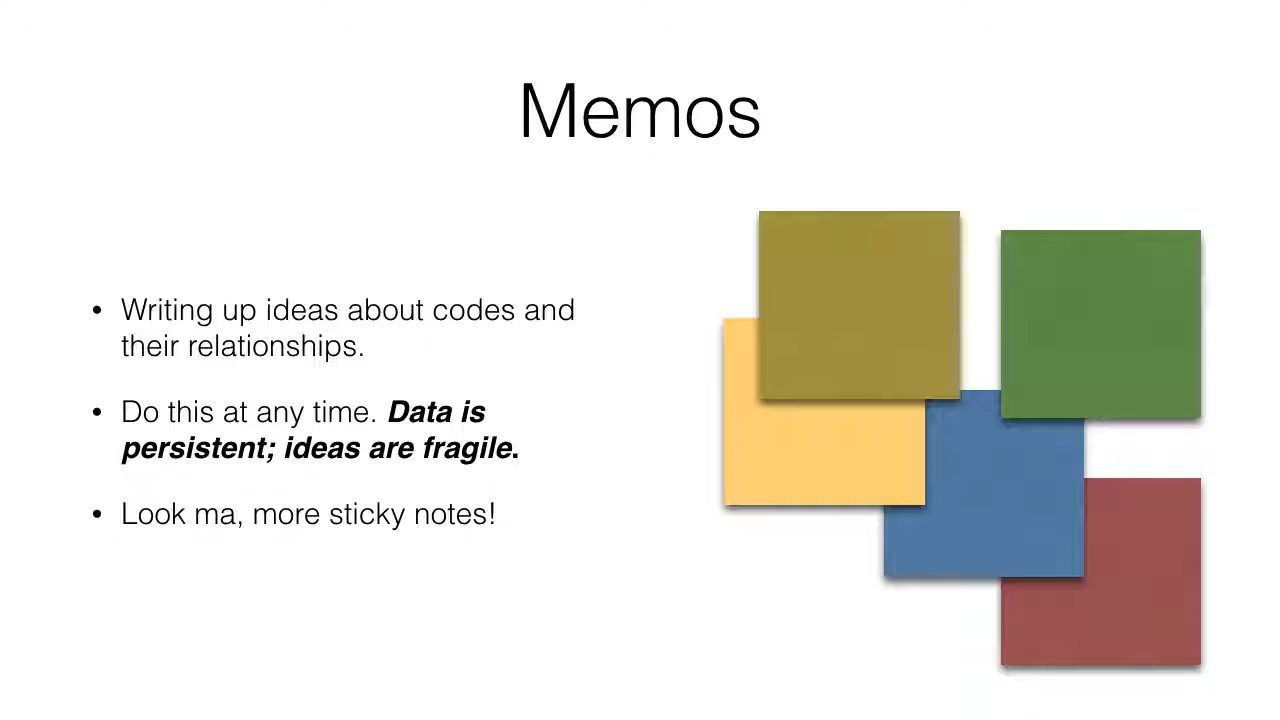 Memos
• Writing up ideas about codes and
their relationships.
• Do this at any time. Data is
persistent; ideas are fragile.
• Look ma, more sticky notes!